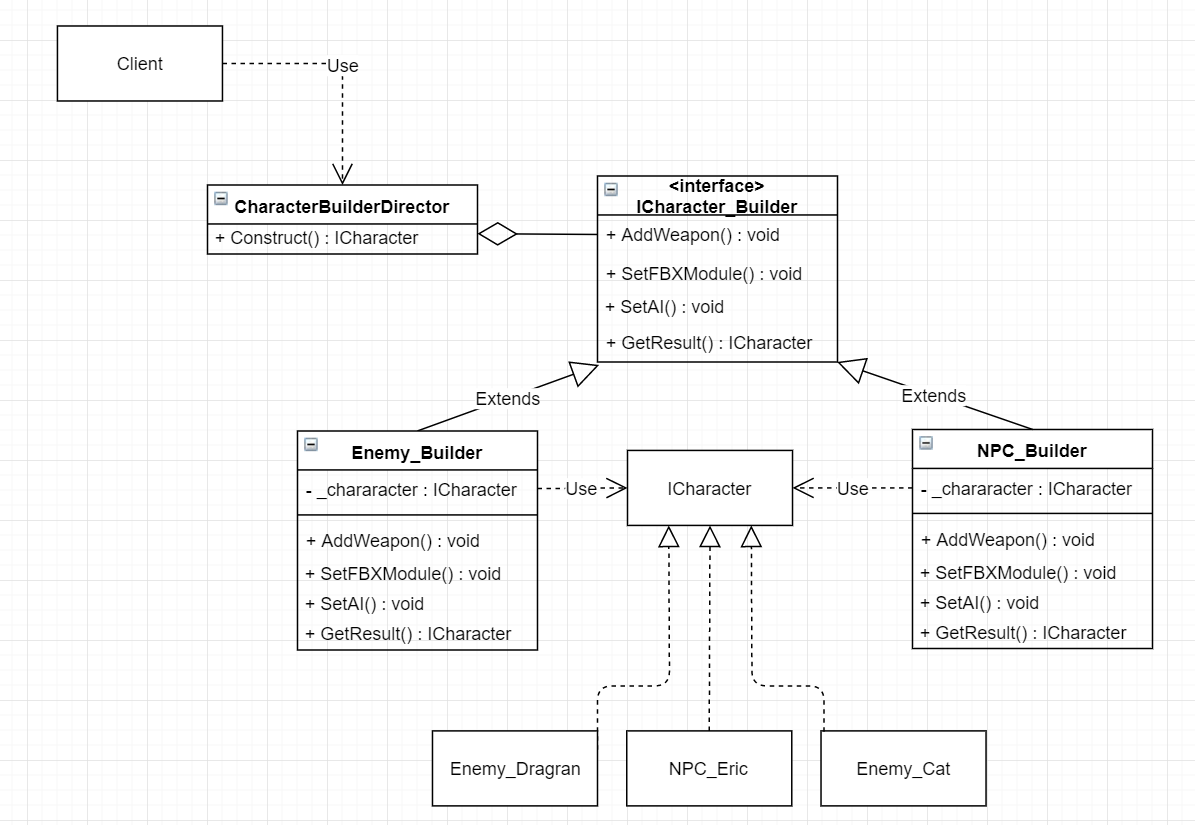 Client
Use
CharacterBuilderDirector
+ Construct() : ICharacter
<interface>
ICharacter_Builder
+ AddWeapon() : void
+ SetFBXModule() : void
+ SetAI() : void
+ GetResult() : ICharacter
Extends
Extends
Enemy_Builder
- _chararacter : ICharacter
+ AddWeapon() : void
+ SetFBXModule() : void
+ SetAI() : void
+ GetResult() : ICharacter
Use
ICharacter
Use
NPC_Builder
- _chararacter : ICharacter
+ AddWeapon() : void
+ SetFBXModule() : void
+ SetAI() : void
+ GetResult() : ICharacter
Enemy_Dragran
NPC_Eric
Enemy_Cat